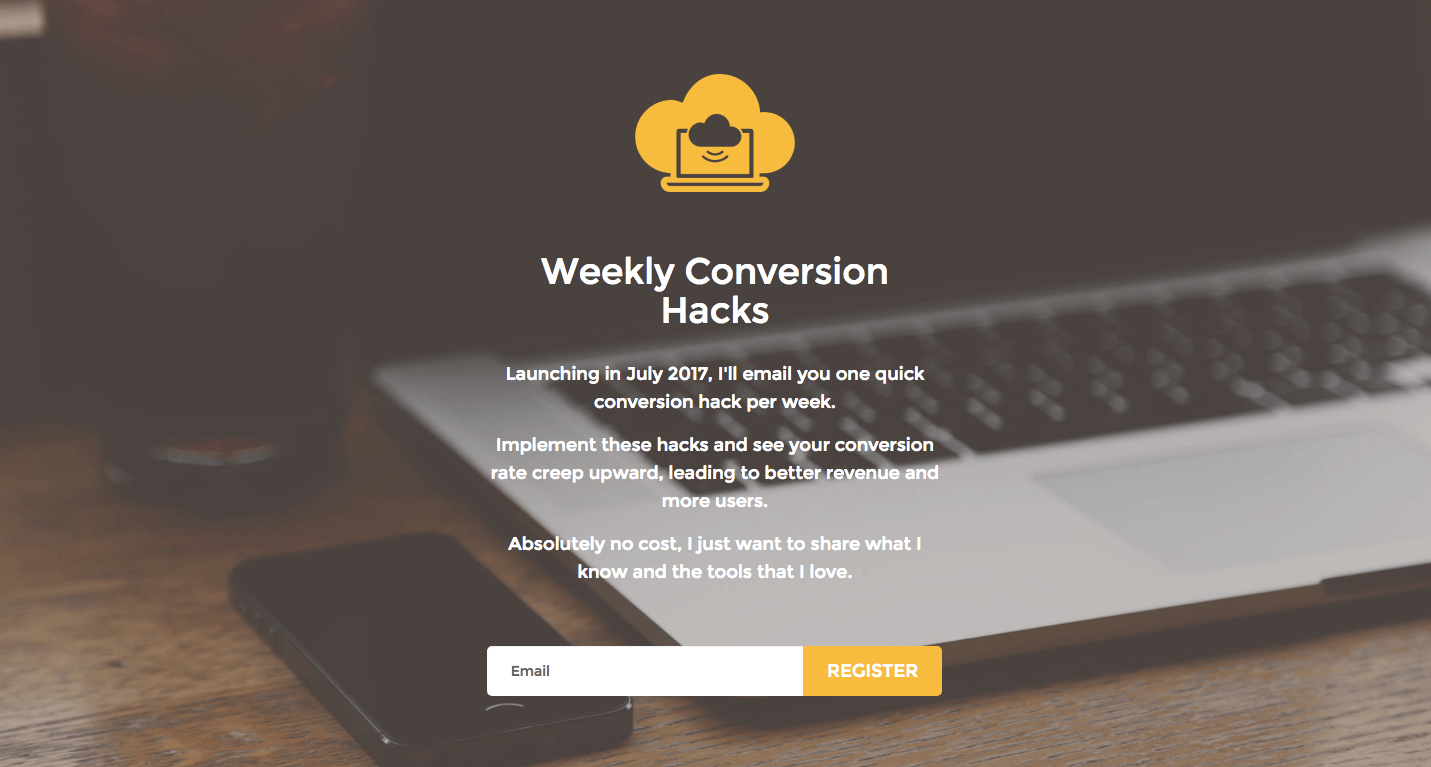 Weekly Conversion
Hacks
Launching in July 2017, I'll email you one quick
conversion hack per week.
Implement these hacks and see your conversion
rate creep upward, leading to better revenue and
more users.
Absolutely no cost, I just want to share what I
know and the tools that I love.
Email
REGISTER